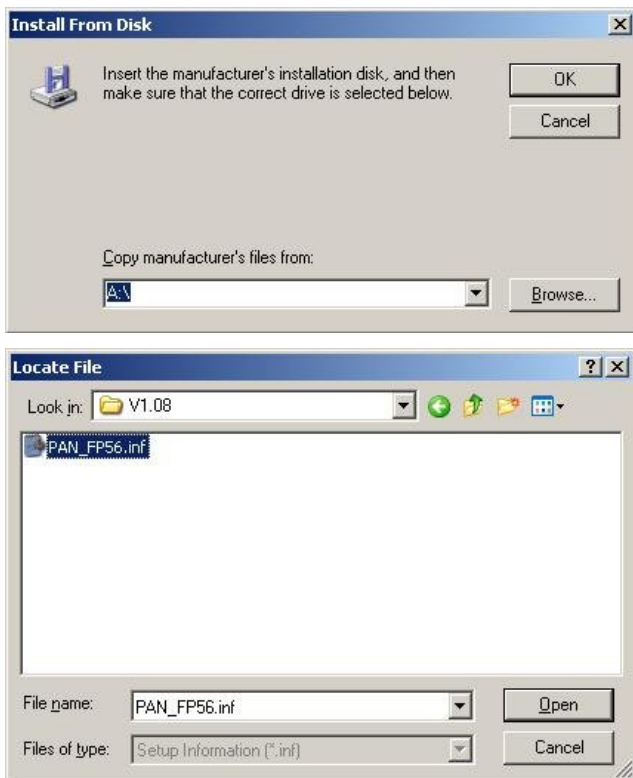 Install From Disk
Insert the manufacturer's installation disk, and then
make sure that the correct drive is selected below.
OK
Cancel
Copy manufacturer's files from:
A:\
Browse...
Locate File
Look in: V1.08
PAN_FP56.inf
File name: PAN_FP56.inf
Open
Files of type: Setup Information (*.inf)
Cancel